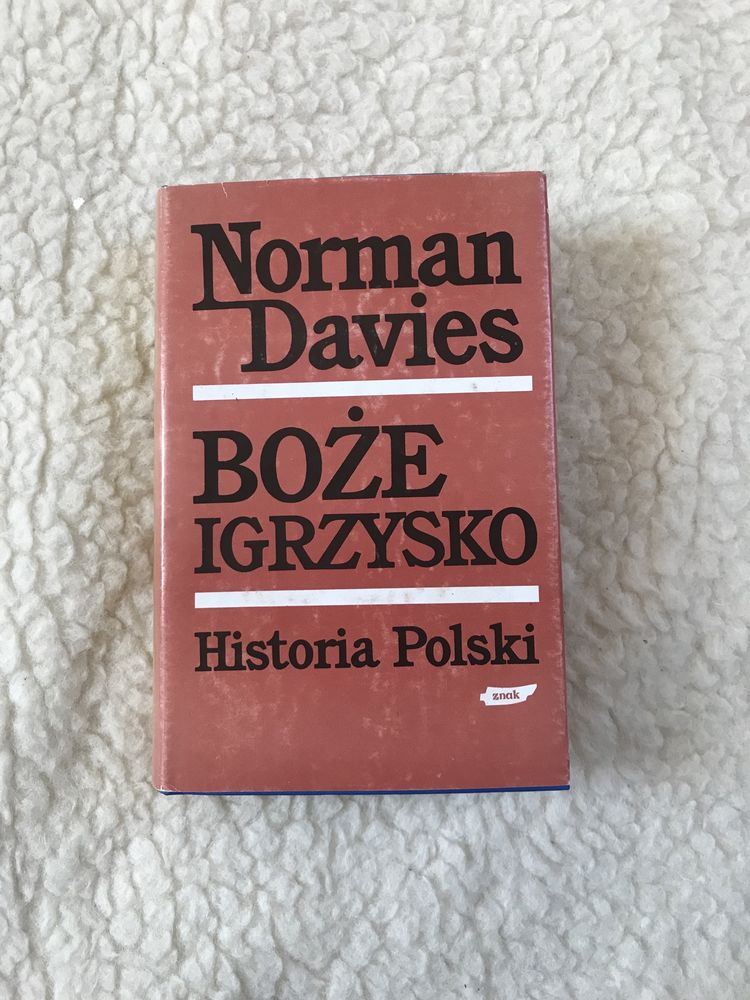 Norman
Davies
BOŻE
IGRZYSKO
Historia Polski
znak